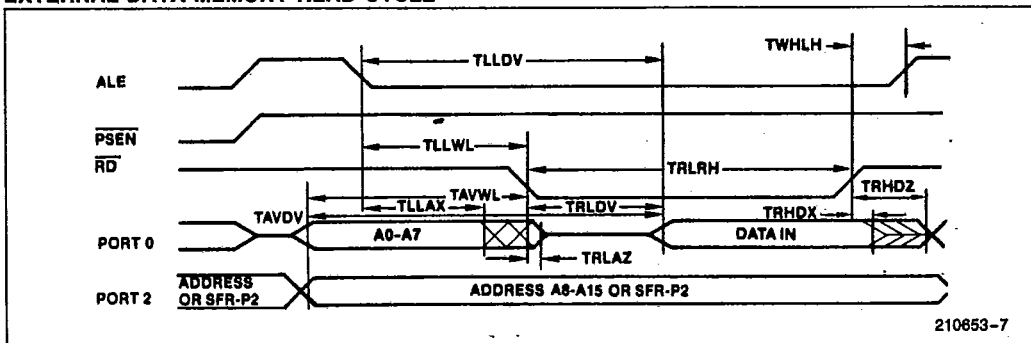 EXTERNAL DATA MEMORY READ CYCLE
TWHLH
TLLDV
ALE
PSEN
TLLWL
TRLRH
RD
TRHDZ
TAVWL
TLLAX
TRLDV
TRHDX
TAVDV
PORT 0
A0-A7
DATA IN
TRLAZ
ADDRESS
OR SFR-P2
PORT 2
ADDRESS A8-A15 OR SFR-P2
210653-7